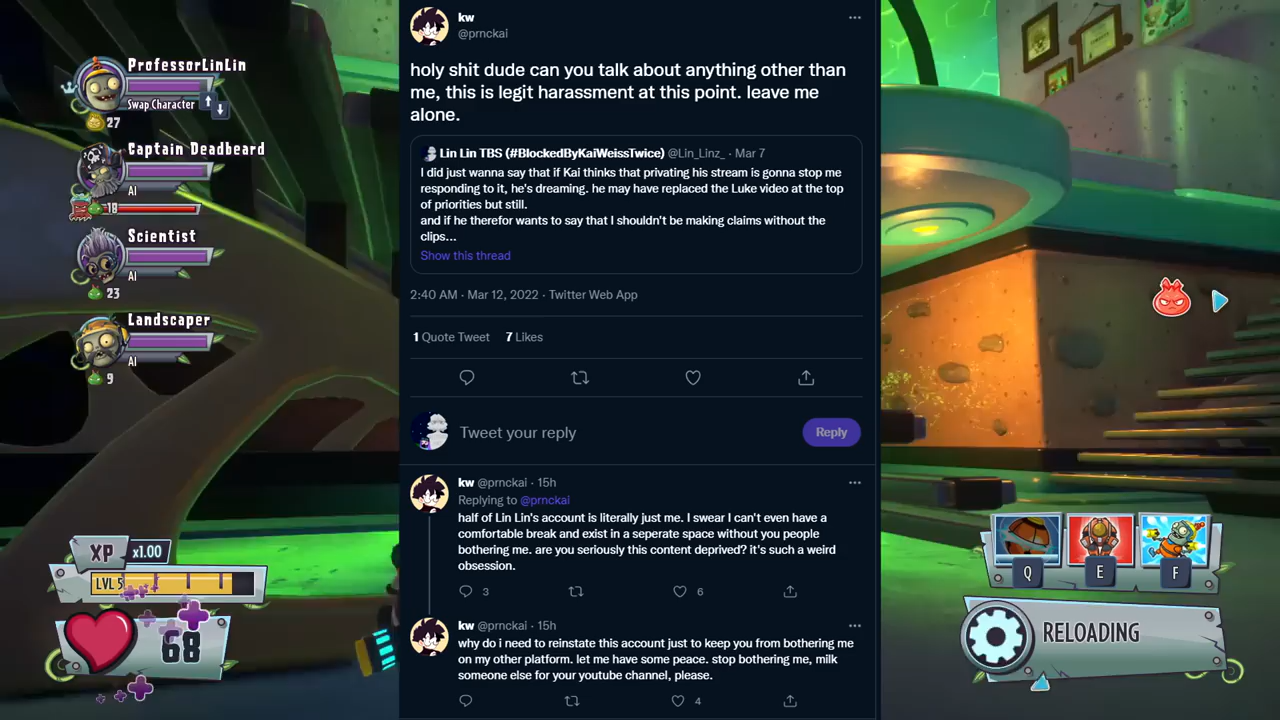 ProfessorLinLin
Swap Character
27
Captain Deadbeard
AI
18
Scientist
AI
23
Landscaper
AI
9
XP
x1.00
LVL 5
68
kw
@prnckai
holy shit dude can you talk about anything other than
me, this is legit harassment at this point. leave me
alone.
Lin Lin TBS (#BlockedByKaiWeissTwice) @Lin_Linz_ · Mar 7
I did just wanna say that if Kai thinks that privating his stream is gonna stop me
responding to it, he's dreaming. he may have replaced the Luke video at the top
of priorities but still.
and if he therefor wants to say that I shouldn't be making claims without the
clips...
Show this thread
2:40 AM · Mar 12, 2022 · Twitter Web App
1 Quote Tweet 7 Likes
Tweet your reply
Reply
kw @prnckai · 15h
Replying to @prnckai
half of Lin Lin's account is literally just me. I swear I can't even have a
comfortable break and exist in a seperate space without you people
bothering me. are you seriously this content deprived? it's such a weird
obsession.
3 6
kw @prnckai · 15h
why do i need to reinstate this account just to keep you from bothering me
on my other platform. let me have some peace. stop bothering me, milk
someone else for your youtube channel, please.
4
Q E F
RELOADING